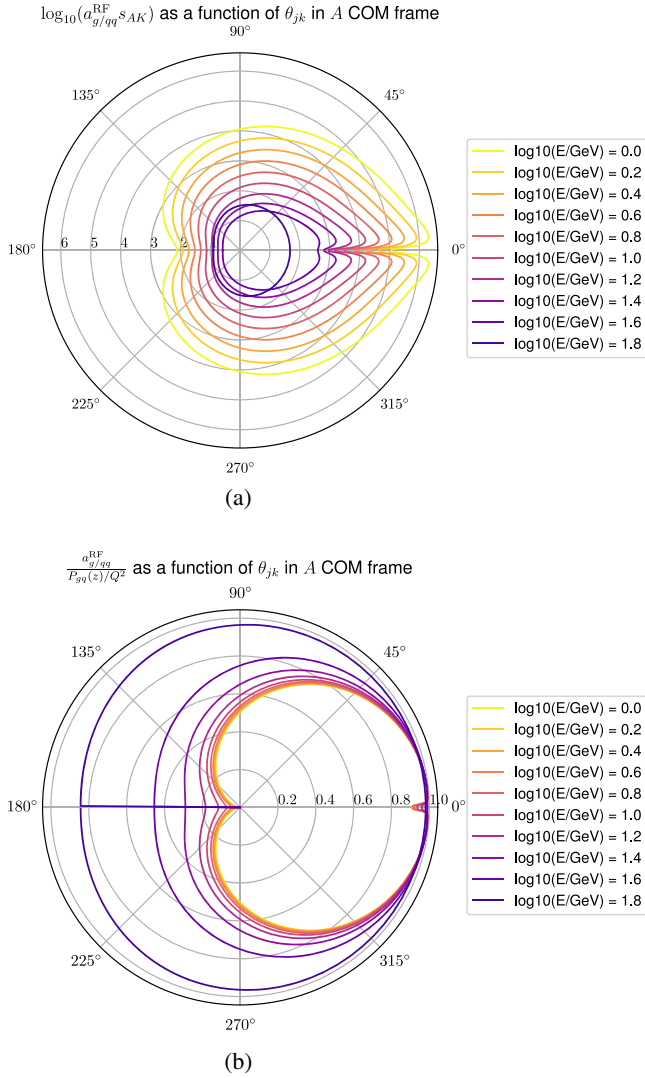 log₁₀(a^RF_g/qq s_AK) as a function of θ_jk in A COM frame
90°
135°
45°
180°
6 5 4 3 2
0°
225°
315°
270°
log10(E/GeV) = 0.0
log10(E/GeV) = 0.2
log10(E/GeV) = 0.4
log10(E/GeV) = 0.6
log10(E/GeV) = 0.8
log10(E/GeV) = 1.0
log10(E/GeV) = 1.2
log10(E/GeV) = 1.4
log10(E/GeV) = 1.6
log10(E/GeV) = 1.8
(a)
a^RF_g/qq / P_gq(z)/Q² as a function of θ_jk in A COM frame
90°
135°
45°
180°
0.2 0.4 0.6 0.8 1.0
0°
225°
315°
270°
log10(E/GeV) = 0.0
log10(E/GeV) = 0.2
log10(E/GeV) = 0.4
log10(E/GeV) = 0.6
log10(E/GeV) = 0.8
log10(E/GeV) = 1.0
log10(E/GeV) = 1.2
log10(E/GeV) = 1.4
log10(E/GeV) = 1.6
log10(E/GeV) = 1.8
(b)